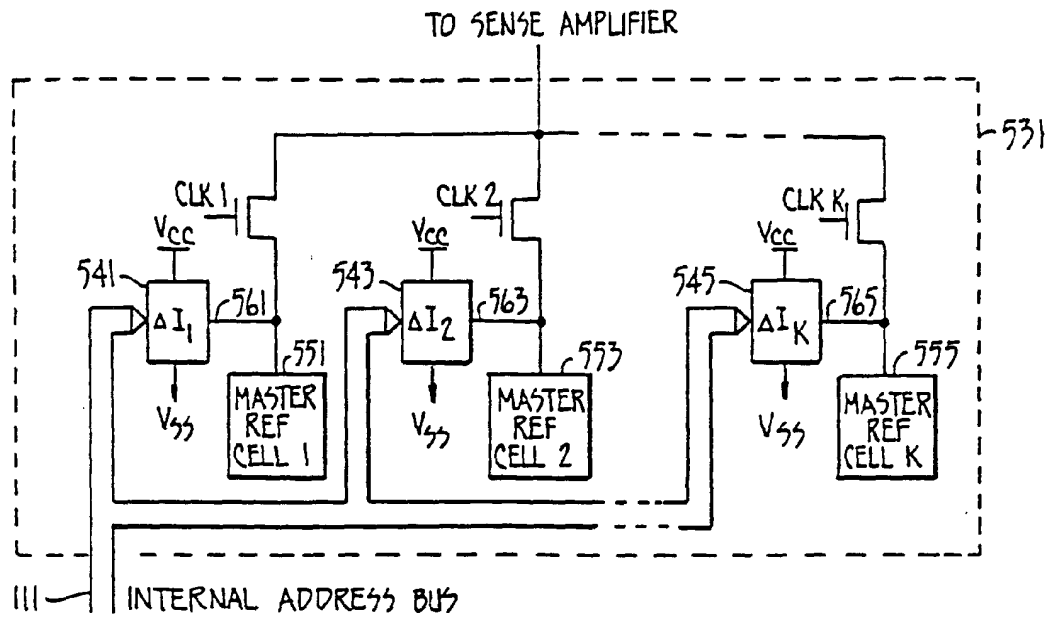 TO SENSE AMPLIFIER
531
CLK 1
CLK 2
CLK K
VCC
VCC
VCC
541
543
545
ΔI1
561
ΔI2
563
ΔIK
565
VSS
VSS
VSS
551
MASTER
REF
CELL 1
553
MASTER
REF
CELL 2
555
MASTER
REF
CELL K
111
INTERNAL ADDRESS BUS